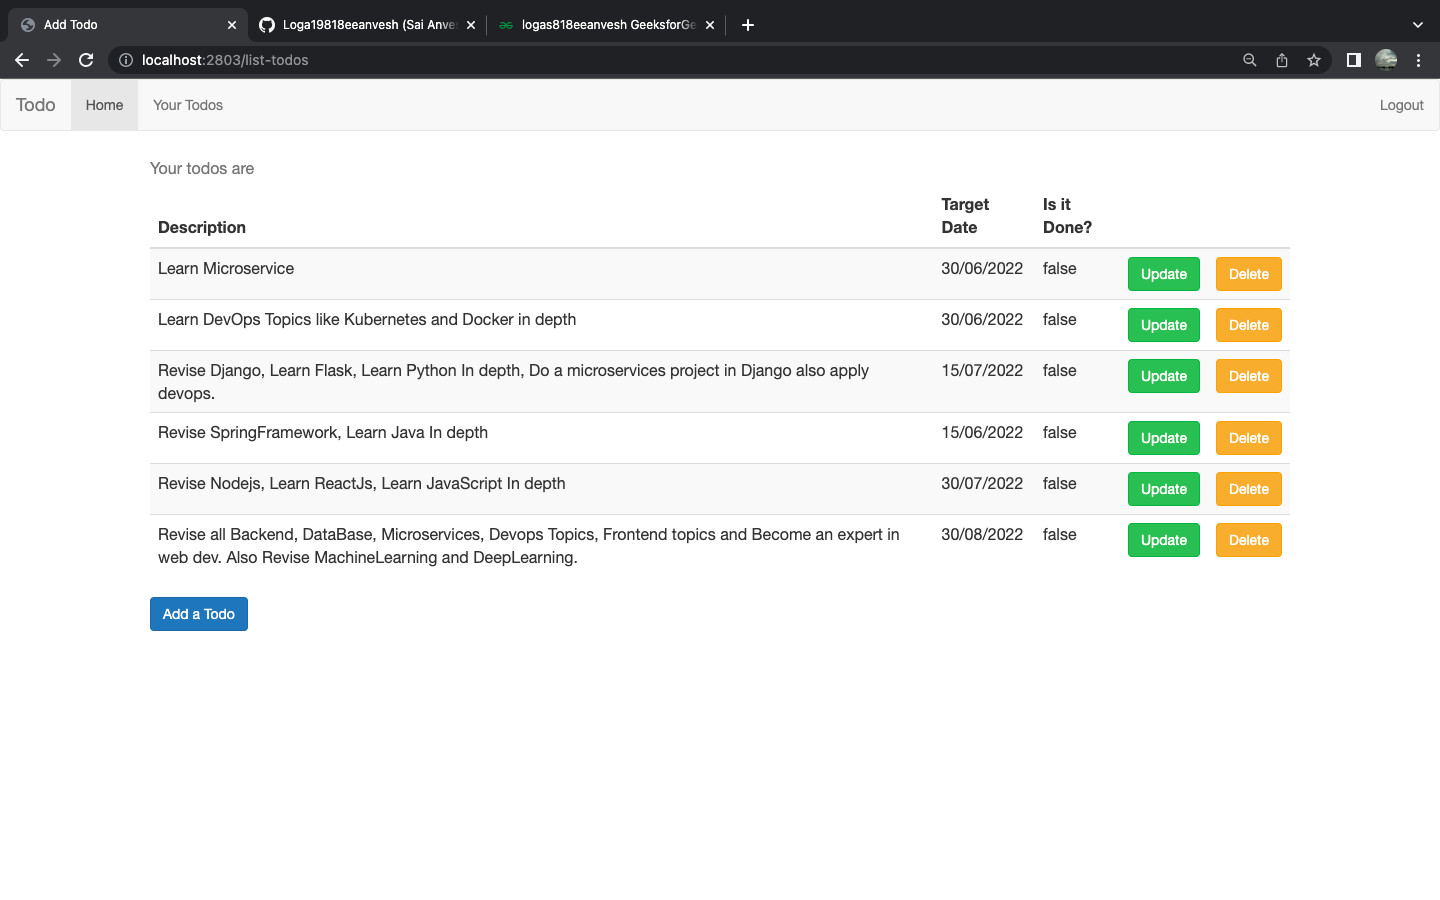 Add Todo
Loga19818eeanvesh (Sai Anve
logas818eeanvesh GeeksforGe
localhost:2803/list-todos
Todo Home Your Todos Logout
Your todos are
Description Target Date Is it Done?
Learn Microservice 30/06/2022 false Update Delete
Learn DevOps Topics like Kubernetes and Docker in depth 30/06/2022 false Update Delete
Revise Django, Learn Flask, Learn Python In depth, Do a microservices project in Django also apply 15/07/2022 false Update Delete
devops.
Revise SpringFramework, Learn Java In depth 15/06/2022 false Update Delete
Revise Nodejs, Learn ReactJs, Learn JavaScript In depth 30/07/2022 false Update Delete
Revise all Backend, DataBase, Microservices, Devops Topics, Frontend topics and Become an expert in 30/08/2022 false Update Delete
web dev. Also Revise MachineLearning and DeepLearning.
Add a Todo